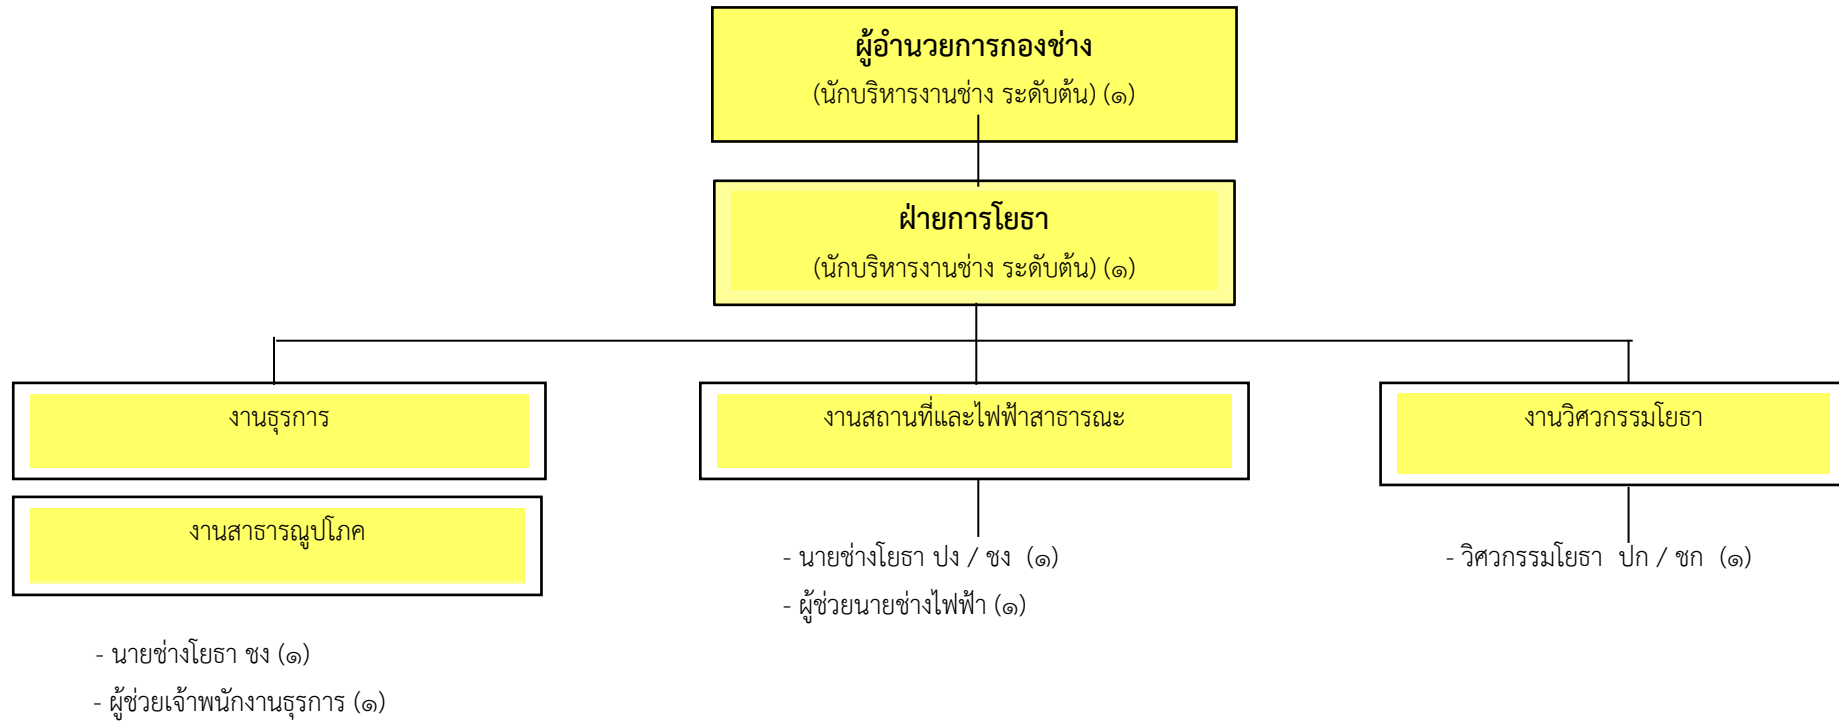 ผู้อำนวยการกองช่าง
(นักบริหารงานช่าง ระดับต้น) (๑)
ฝ่ายการโยธา
(นักบริหารงานช่าง ระดับต้น) (๑)
งานธุรการ
งานสาธารณูปโภค
- นายช่างโยธา ชง (๑)
- ผู้ช่วยเจ้าพนักงานธุรการ (๑)
งานสถานที่และไฟฟ้าสาธารณะ
- นายช่างโยธา ปง / ชง (๑)
- ผู้ช่วยนายช่างไฟฟ้า (๑)
งานวิศวกรรมโยธา
- วิศวกรรมโยธา ปก / ชก (๑)